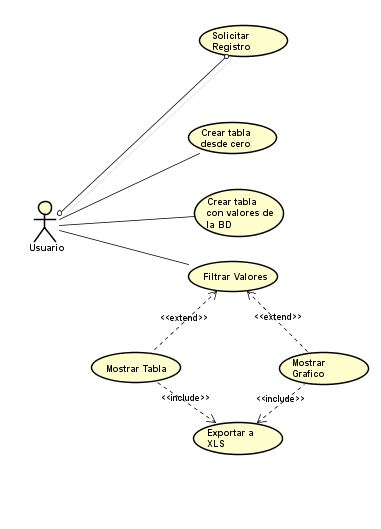 Solicitar
Registro
Crear tabla
desde cero
Crear tabla
con valores de
la BD
Usuario
Filtrar Valores
<<extend>>
<<extend>>
Mostrar Tabla
Mostrar
Grafico
<<include>>
<<include>>
Exportar a
XLS